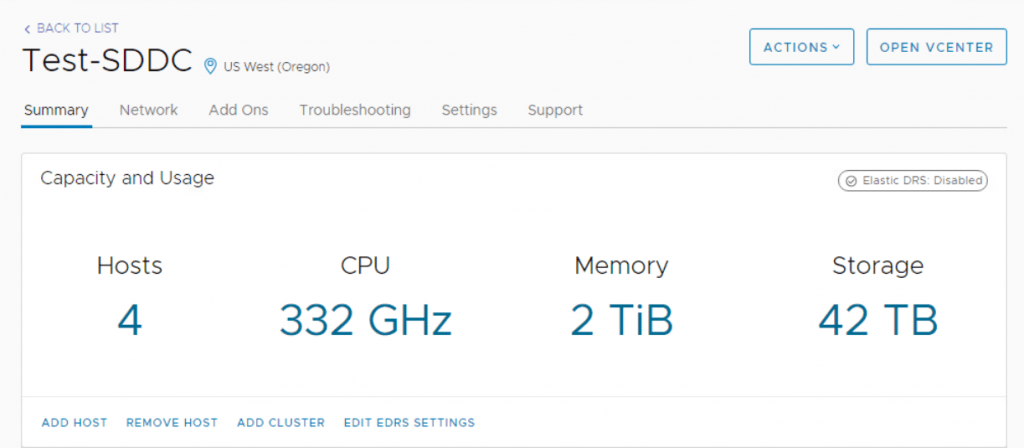 BACK TO LIST
Test-SDDC US West (Oregon)
ACTIONS OPEN VCENTER
Summary Network Add Ons Troubleshooting Settings Support
Capacity and Usage Elastic DRS: Disabled
Hosts CPU Memory Storage
4 332 GHz 2 TiB 42 TB
ADD HOST REMOVE HOST ADD CLUSTER EDIT EDRS SETTINGS